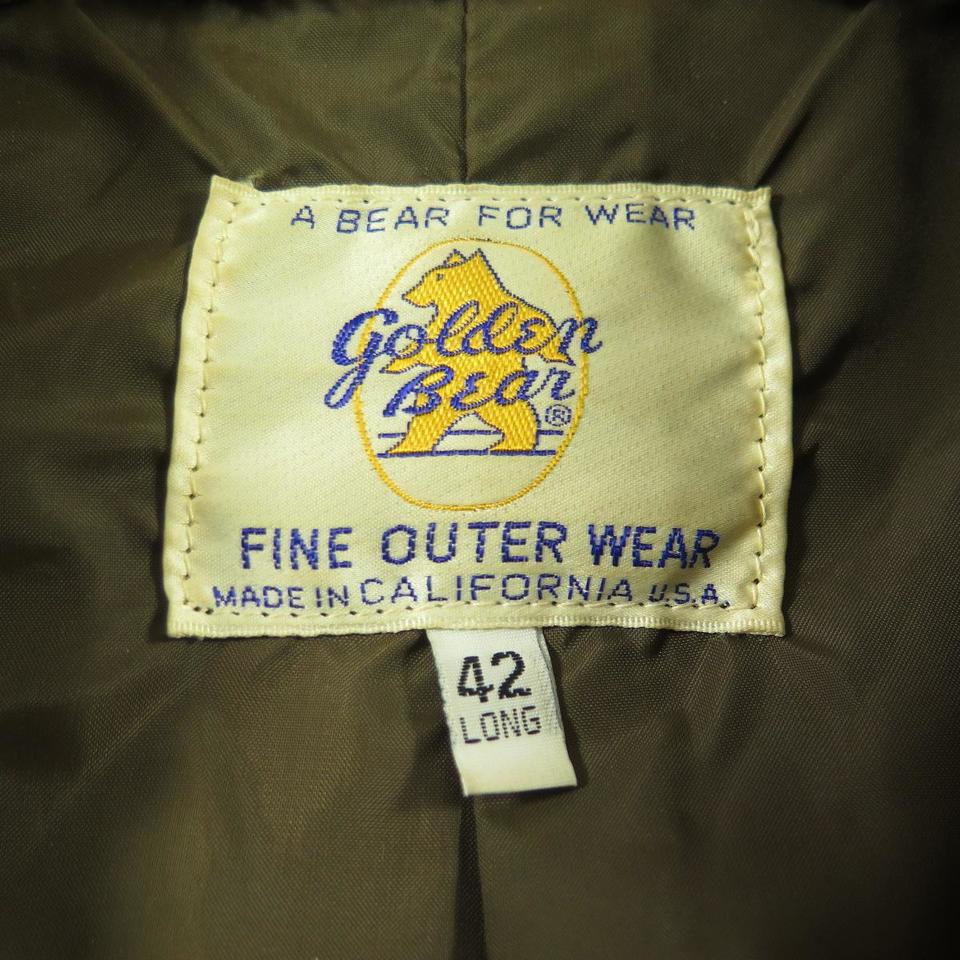 A BEAR FOR WEAR
Golden
Bear®
FINE OUTER WEAR
MADE IN CALIFORNIA U.S.A.
42
LONG